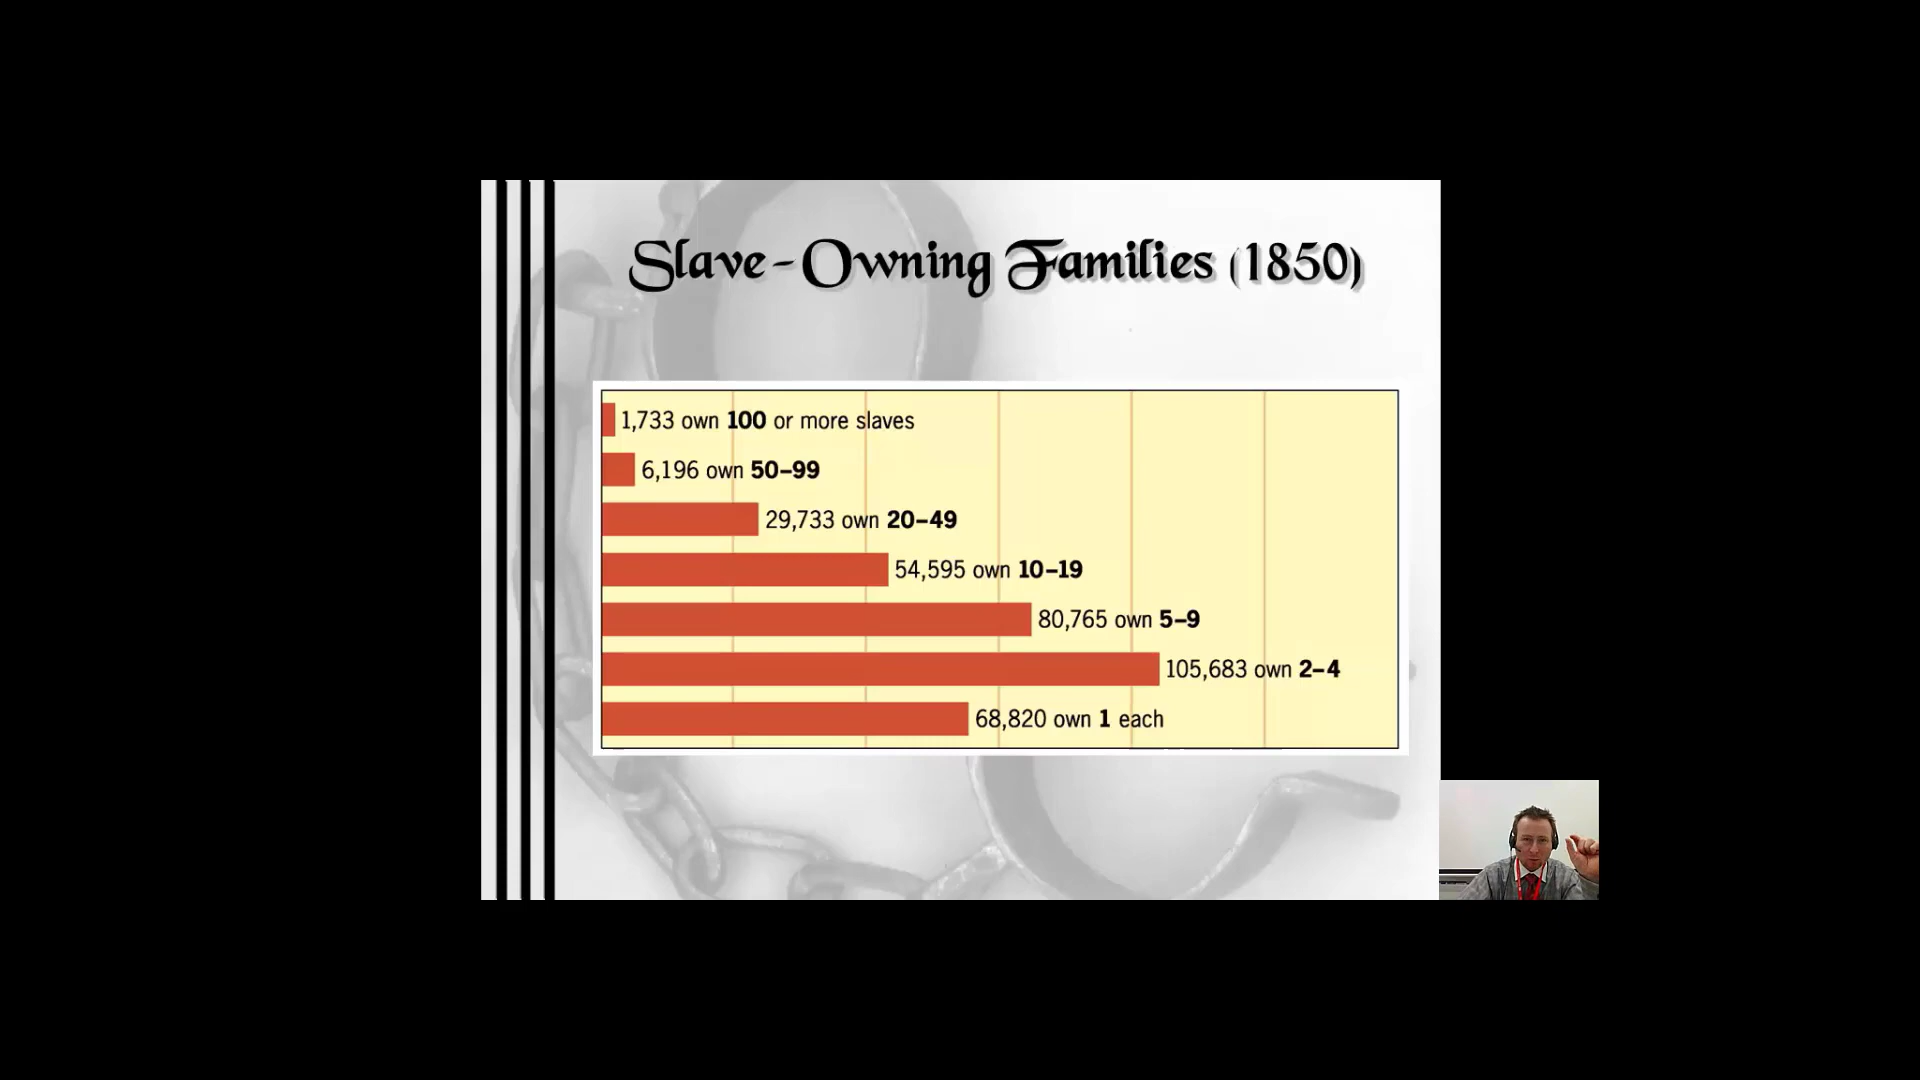 Slave-Owning Families (1850)
1,733 own 100 or more slaves
6,196 own 50–99
29,733 own 20–49
54,595 own 10–19
80,765 own 5–9
105,683 own 2–4
68,820 own 1 each